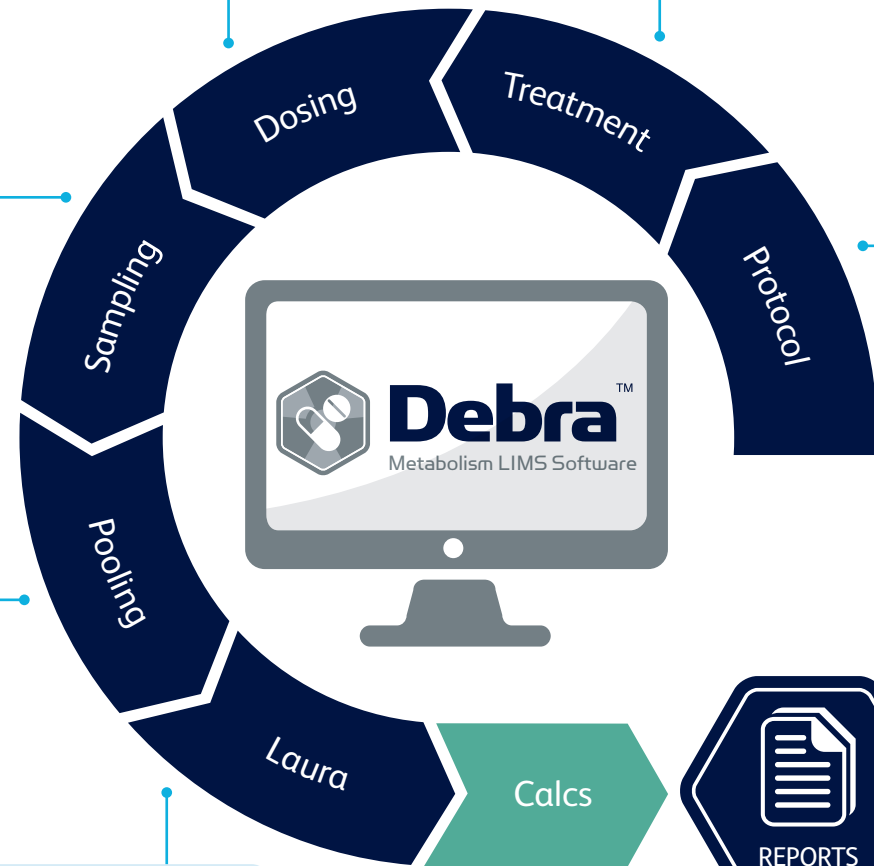 Protocol
Treatment
Dosing
Sampling
Pooling
Laura
Calcs
REPORTS
Debra™
Metabolism LIMS Software